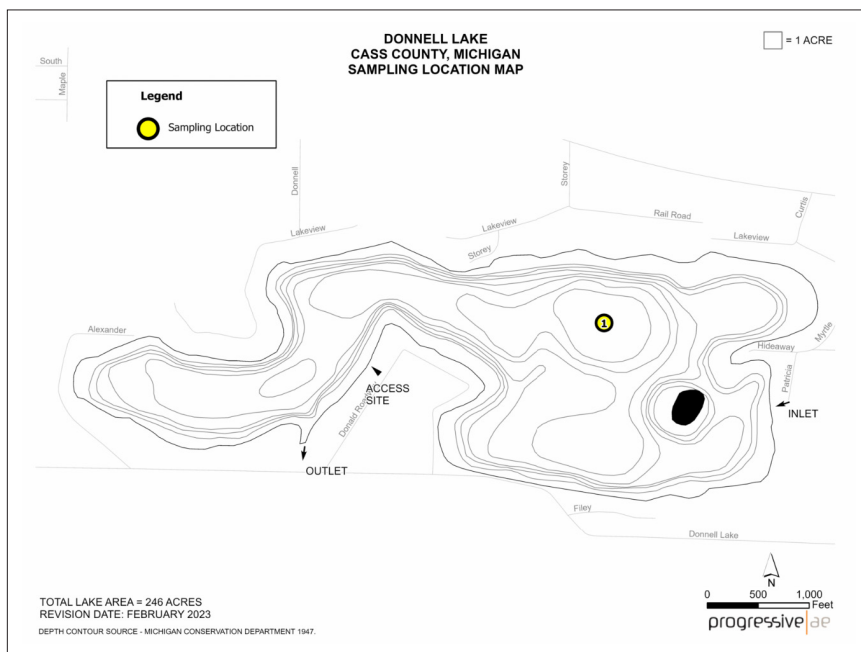 DONNELL LAKE
CASS COUNTY, MICHIGAN
SAMPLING LOCATION MAP
= 1 ACRE
South
Maple
Legend
Sampling Location
Donnell
Lakeview
Storey
Lakeview
Storey
Rail Road
Lakeview
Curtis
Alexander
1
Hideaway
Myrtle
Patricia
ACCESS
SITE
INLET
OUTLET
Filey
Donnell Lake
N
TOTAL LAKE AREA = 246 ACRES
REVISION DATE: FEBRUARY 2023
DEPTH CONTOUR SOURCE - MICHIGAN CONSERVATION DEPARTMENT 1947.
0 500 1,000
Feet
progressive|ae